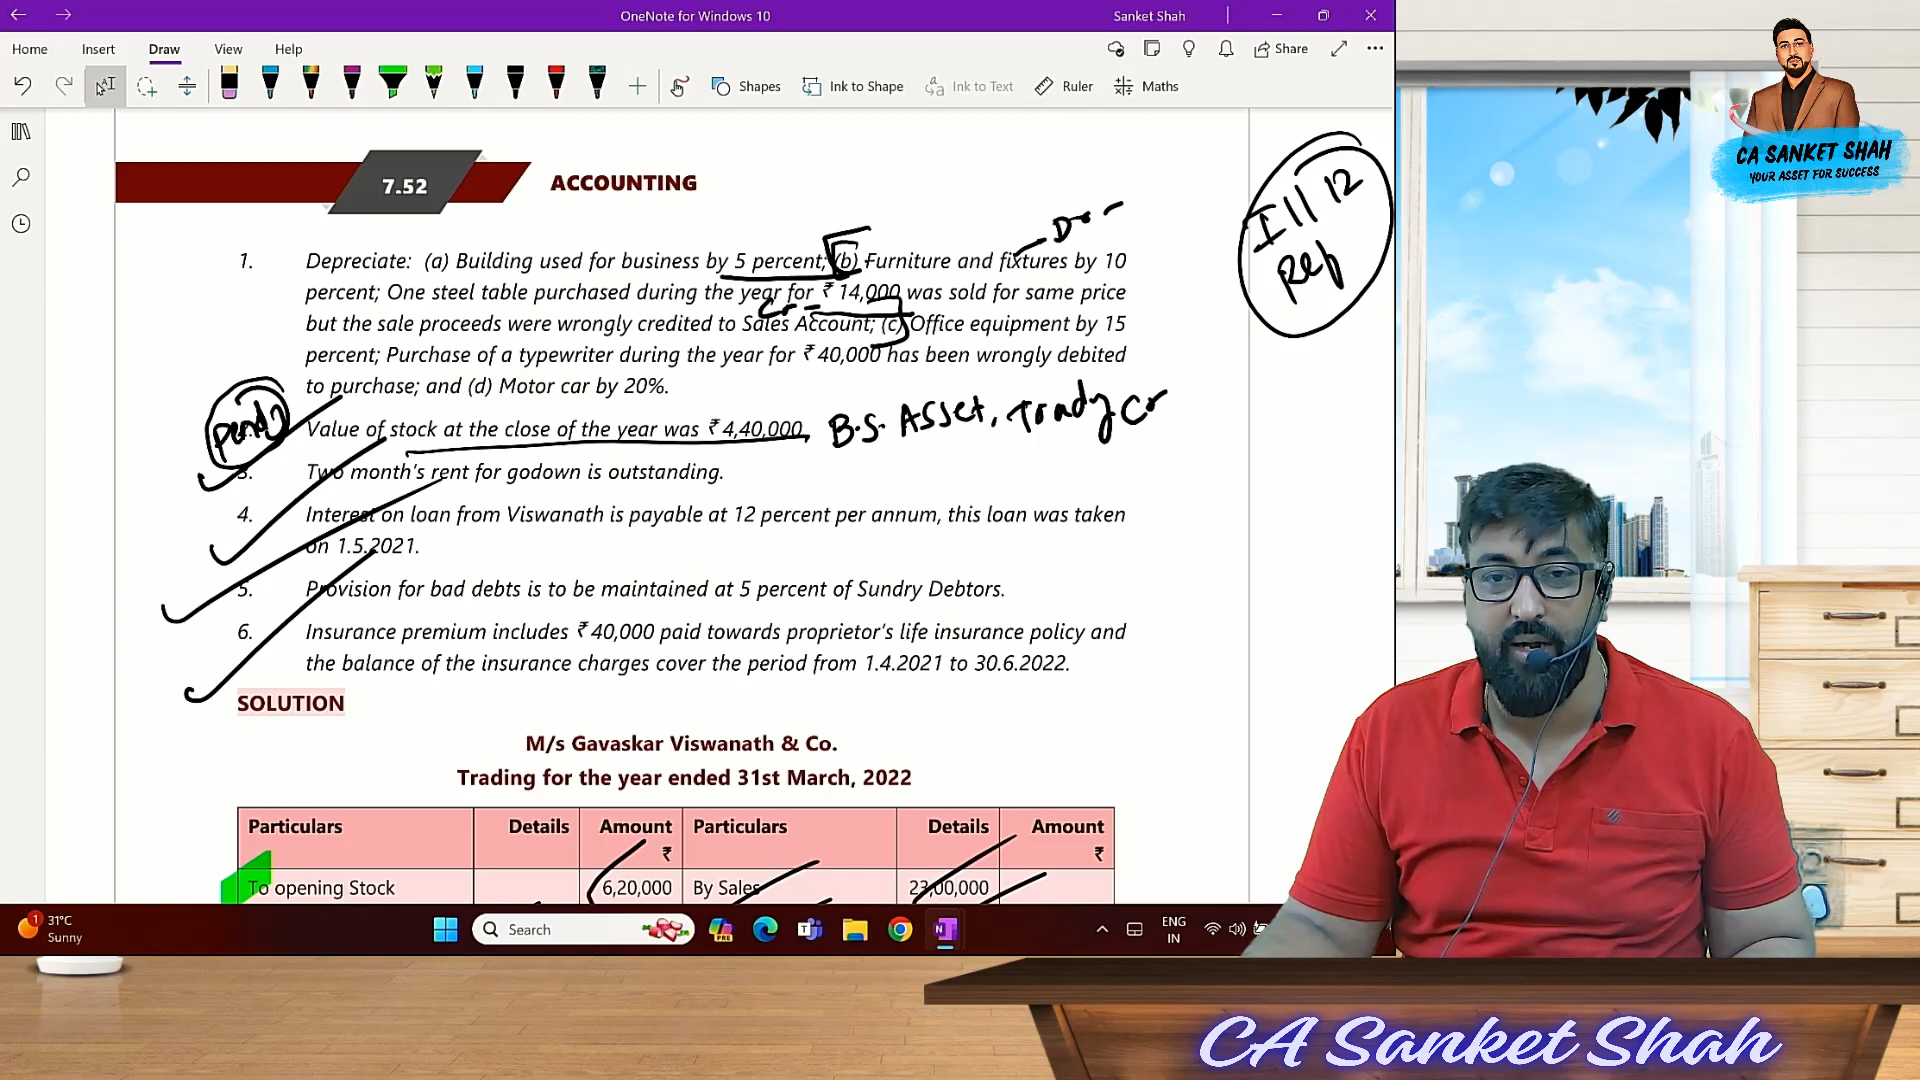 OneNote for Windows 10
Sanket Shah
Home Insert Draw View Help
Share
Shapes
Ink to Shape
Ink to Text
Ruler
Maths
CA SANKET SHAH
YOUR ASSET FOR SUCCESS
7.52
ACCOUNTING
Ill 12
Ref
Dr
1. Depreciate: (a) Building used for business by 5 percent; (b) Furniture and fixtures by 10
percent; One steel table purchased during the year for ₹ 14,000 was sold for same price
Cr
but the sale proceeds were wrongly credited to Sales Account; (c) Office equipment by 15
percent; Purchase of a typewriter during the year for ₹ 40,000 has been wrongly debited
to purchase; and (d) Motor car by 20%.
Value of stock at the close of the year was ₹ 4,40,000.
B.S. Asset, Trady Cr
3. Two month's rent for godown is outstanding.
4. Interest on loan from Viswanath is payable at 12 percent per annum, this loan was taken
on 1.5.2021.
5. Provision for bad debts is to be maintained at 5 percent of Sundry Debtors.
6. Insurance premium includes ₹ 40,000 paid towards proprietor's life insurance policy and
the balance of the insurance charges cover the period from 1.4.2021 to 30.6.2022.
SOLUTION
M/s Gavaskar Viswanath & Co.
Trading for the year ended 31st March, 2022
Particulars Details Amount Particulars Details Amount
₹ ₹
To opening Stock 6,20,000 By Sales 23,00,000
1
31°C
Sunny
Search
PRE
ENG
IN
CA Sanket Shah